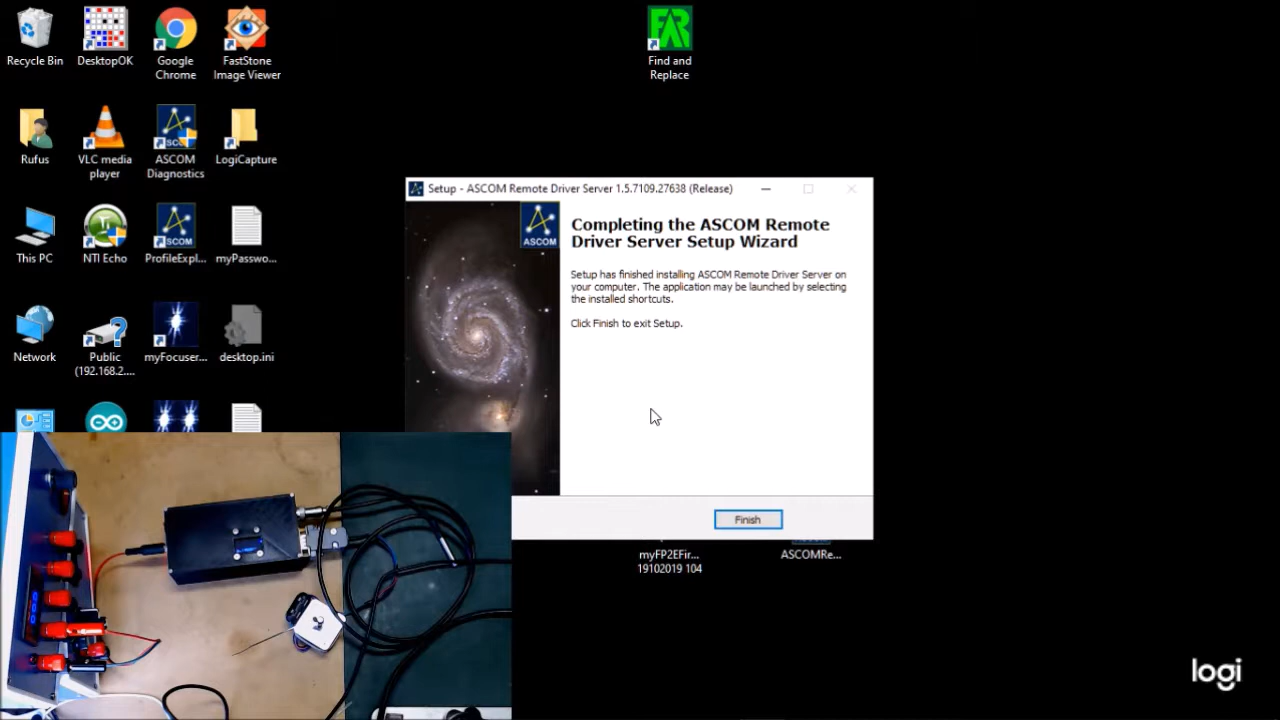 Recycle Bin
DesktopOK
Google
Chrome
FastStone
Image Viewer
Find and
Replace
Rufus
VLC media
player
ASCOM
Diagnostics
LogiCapture
This PC
NTI Echo
ProfileExpl...
myPasswo...
Network
Public
(192.168.2....
myFocuser...
desktop.ini
Setup - ASCOM Remote Driver Server 1.5.7109.27638 (Release)
ASCOM
Completing the ASCOM Remote
Driver Server Setup Wizard
Setup has finished installing ASCOM Remote Driver Server on
your computer. The application may be launched by selecting
the installed shortcuts.
Click Finish to exit Setup.
Finish
myFP2EFir...
19102019 104
ASCOMRe...
logi